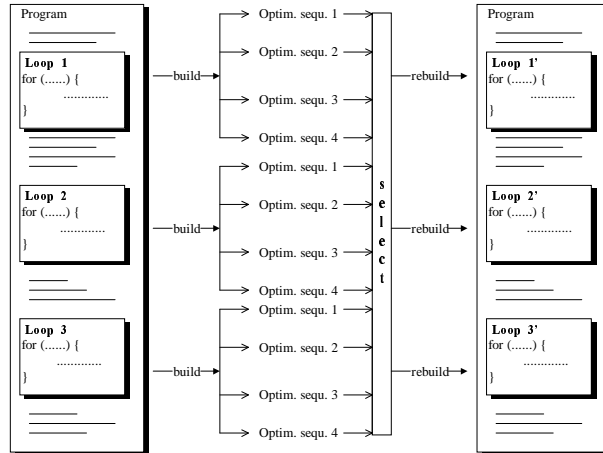 Program
Loop 1
for (......) {
.............
}
Loop 2
for (......) {
.............
}
Loop 3
for (......) {
.............
}
build
build
build
Optim. sequ. 1
Optim. sequ. 2
Optim. sequ. 3
Optim. sequ. 4
Optim. sequ. 1
Optim. sequ. 2
Optim. sequ. 3
Optim. sequ. 4
Optim. sequ. 1
Optim. sequ. 2
Optim. sequ. 3
Optim. sequ. 4
select
rebuild
rebuild
rebuild
Program
Loop 1'
for (......) {
.............
}
Loop 2'
for (......) {
.............
}
Loop 3'
for (......) {
.............
}